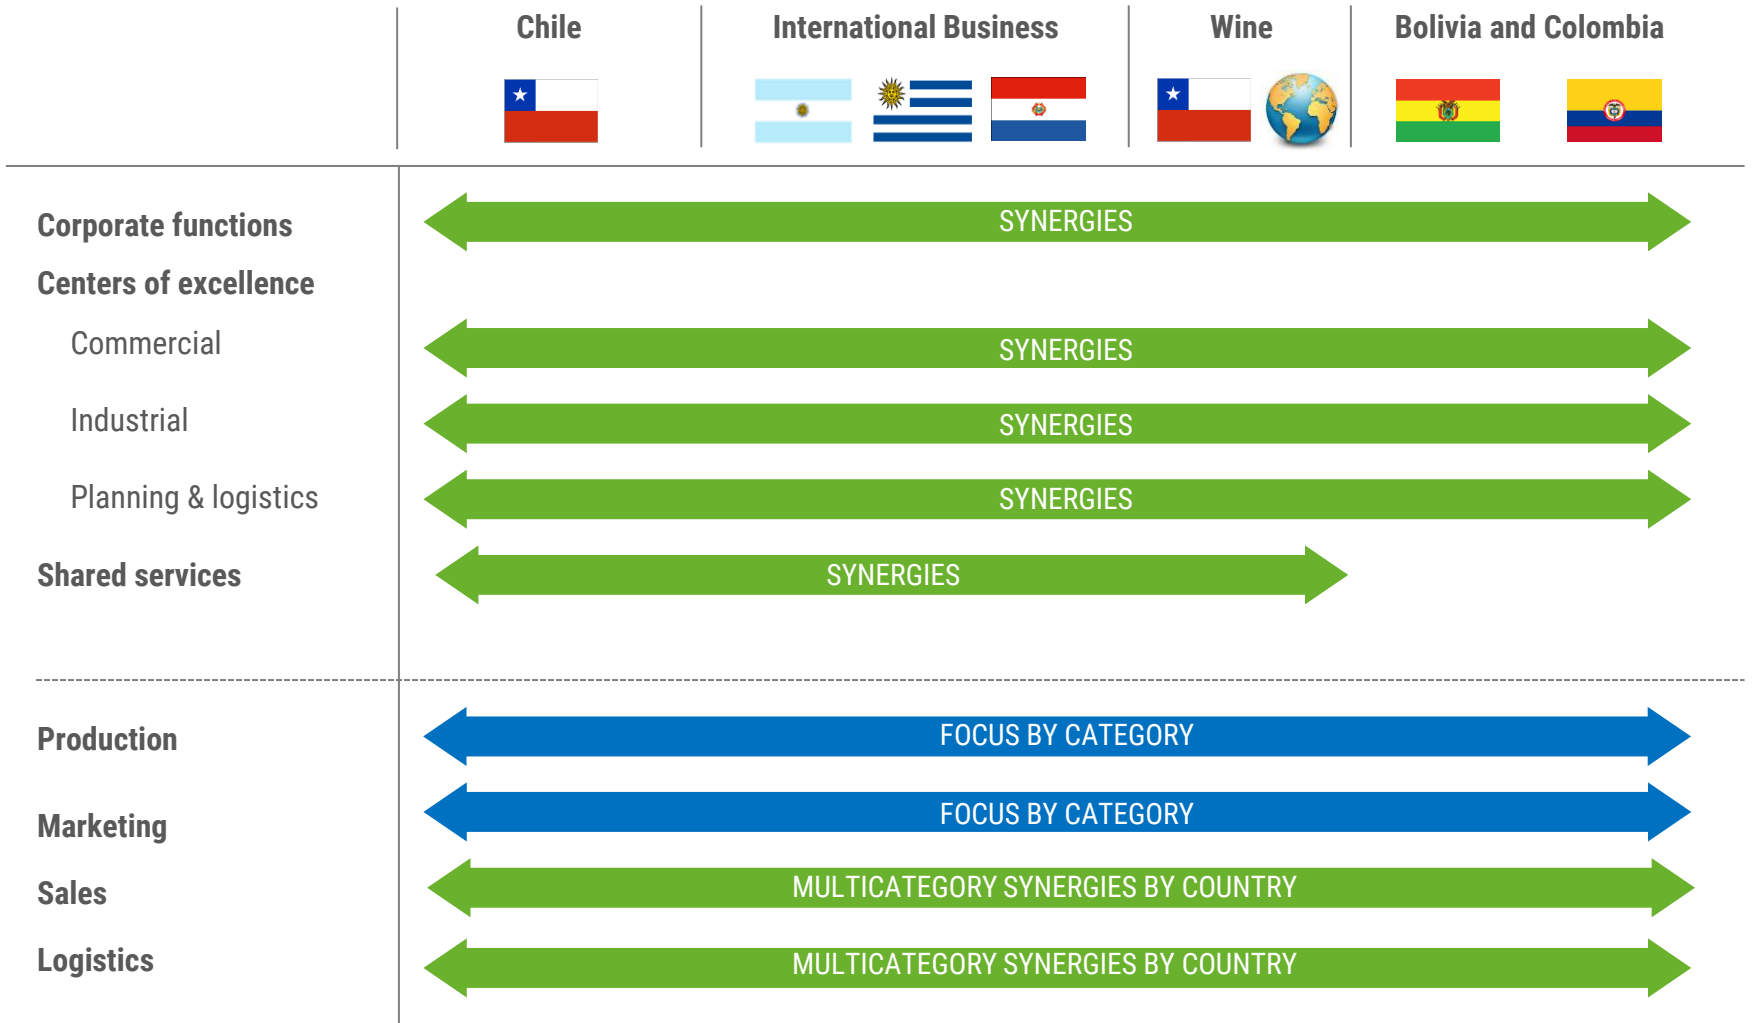 Chile
International Business
Wine
Bolivia and Colombia
Corporate functions
SYNERGIES
Centers of excellence
Commercial
SYNERGIES
Industrial
SYNERGIES
Planning & logistics
SYNERGIES
Shared services
SYNERGIES
Production
FOCUS BY CATEGORY
Marketing
FOCUS BY CATEGORY
Sales
MULTICATEGORY SYNERGIES BY COUNTRY
Logistics
MULTICATEGORY SYNERGIES BY COUNTRY